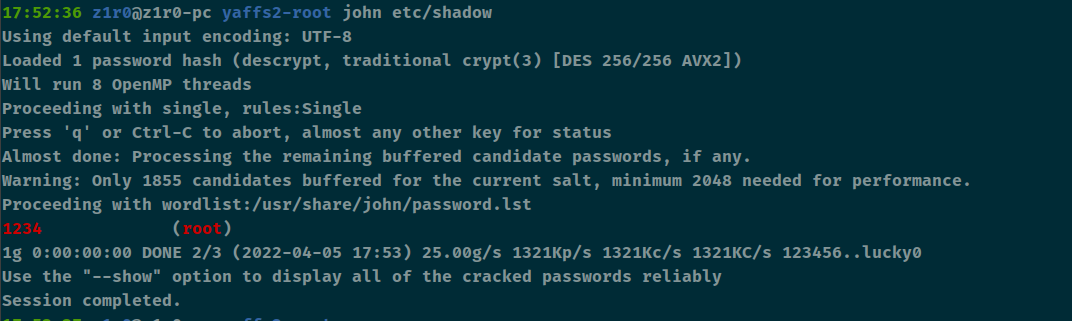 17:52:36 z1r0@z1r0-pc yaffs2-root john etc/shadow
Using default input encoding: UTF-8
Loaded 1 password hash (descrypt, traditional crypt(3) [DES 256/256 AVX2])
Will run 8 OpenMP threads
Proceeding with single, rules:Single
Press 'q' or Ctrl-C to abort, almost any other key for status
Almost done: Processing the remaining buffered candidate passwords, if any.
Warning: Only 1855 candidates buffered for the current salt, minimum 2048 needed for performance.
Proceeding with wordlist:/usr/share/john/password.lst
1234             (root)
1g 0:00:00:00 DONE 2/3 (2022-04-05 17:53) 25.00g/s 1321Kp/s 1321Kc/s 1321KC/s 123456..lucky0
Use the "--show" option to display all of the cracked passwords reliably
Session completed.